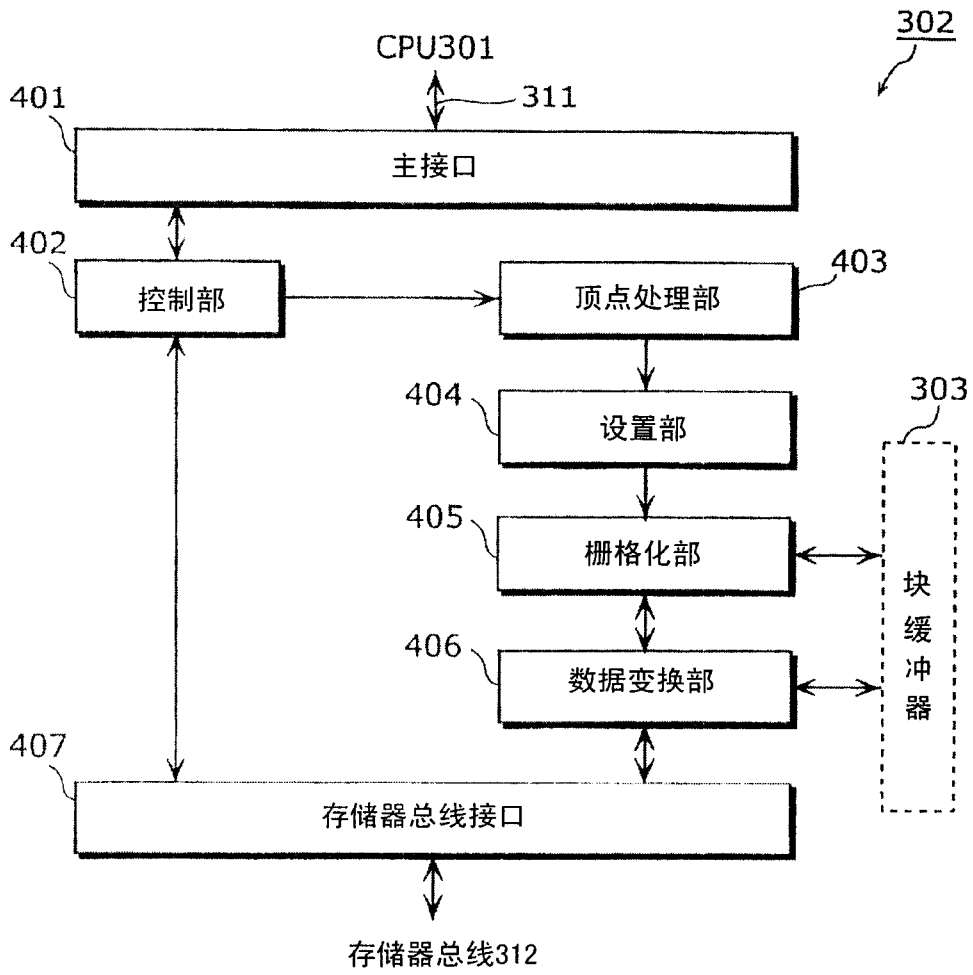 302
CPU301
311
401
主接口
402
控制部
403
顶点处理部
404
设置部
303
405
栅格化部
块缓冲器
406
数据变换部
407
存储器总线接口
存储器总线312